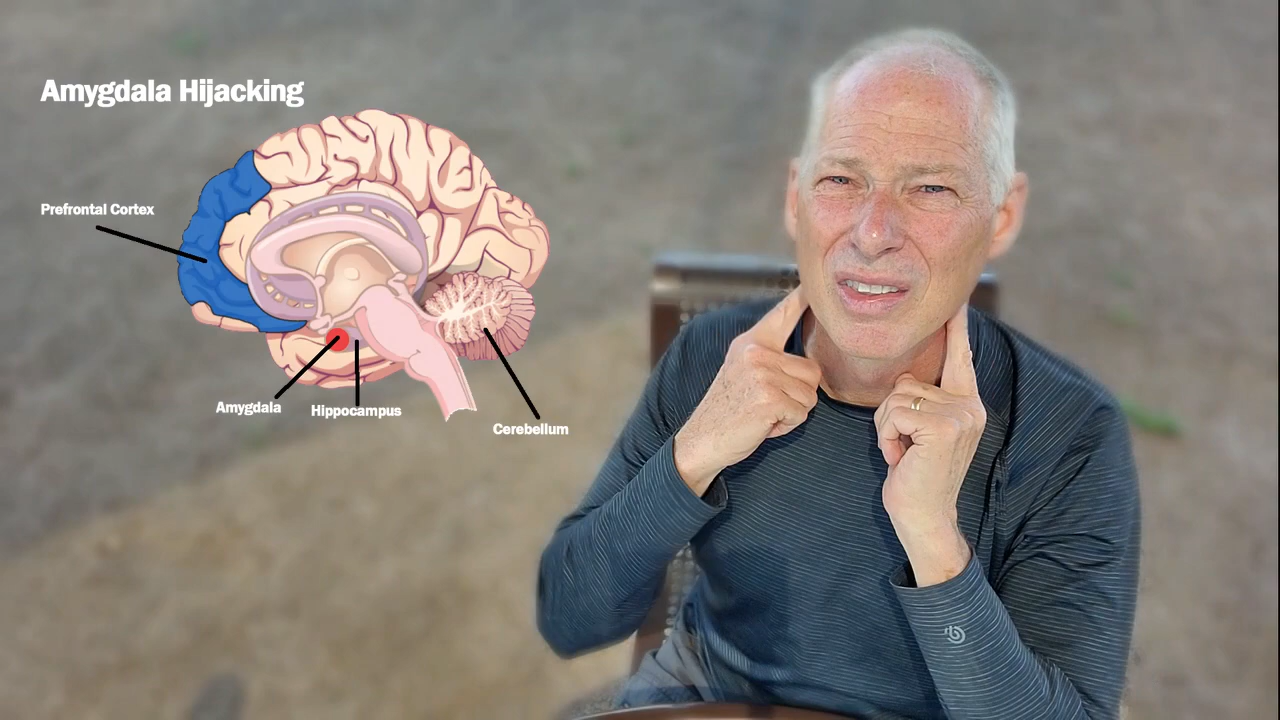 Amygdala Hijacking
Prefrontal Cortex
Amygdala
Hippocampus
Cerebellum